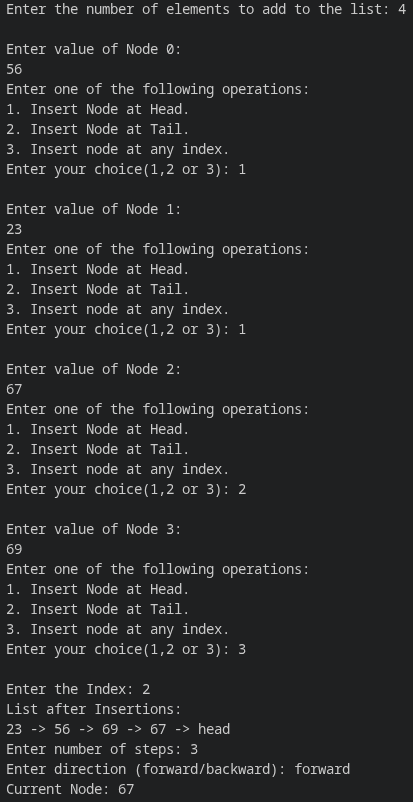 Enter the number of elements to add to the list: 4
Enter value of Node 0:
56
Enter one of the following operations:
1. Insert Node at Head.
2. Insert Node at Tail.
3. Insert node at any index.
Enter your choice(1,2 or 3): 1
Enter value of Node 1:
23
Enter one of the following operations:
1. Insert Node at Head.
2. Insert Node at Tail.
3. Insert node at any index.
Enter your choice(1,2 or 3): 1
Enter value of Node 2:
67
Enter one of the following operations:
1. Insert Node at Head.
2. Insert Node at Tail.
3. Insert node at any index.
Enter your choice(1,2 or 3): 2
Enter value of Node 3:
69
Enter one of the following operations:
1. Insert Node at Head.
2. Insert Node at Tail.
3. Insert node at any index.
Enter your choice(1,2 or 3): 3
Enter the Index: 2
List after Insertions:
23 -> 56 -> 69 -> 67 -> head
Enter number of steps: 3
Enter direction (forward/backward): forward
Current Node: 67